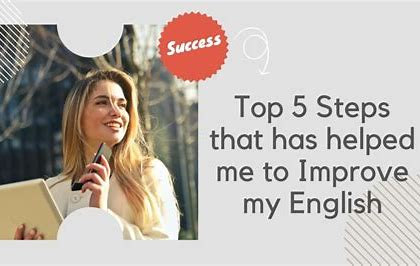 Success
Top 5 Steps
that has helped
me to Improve
my English